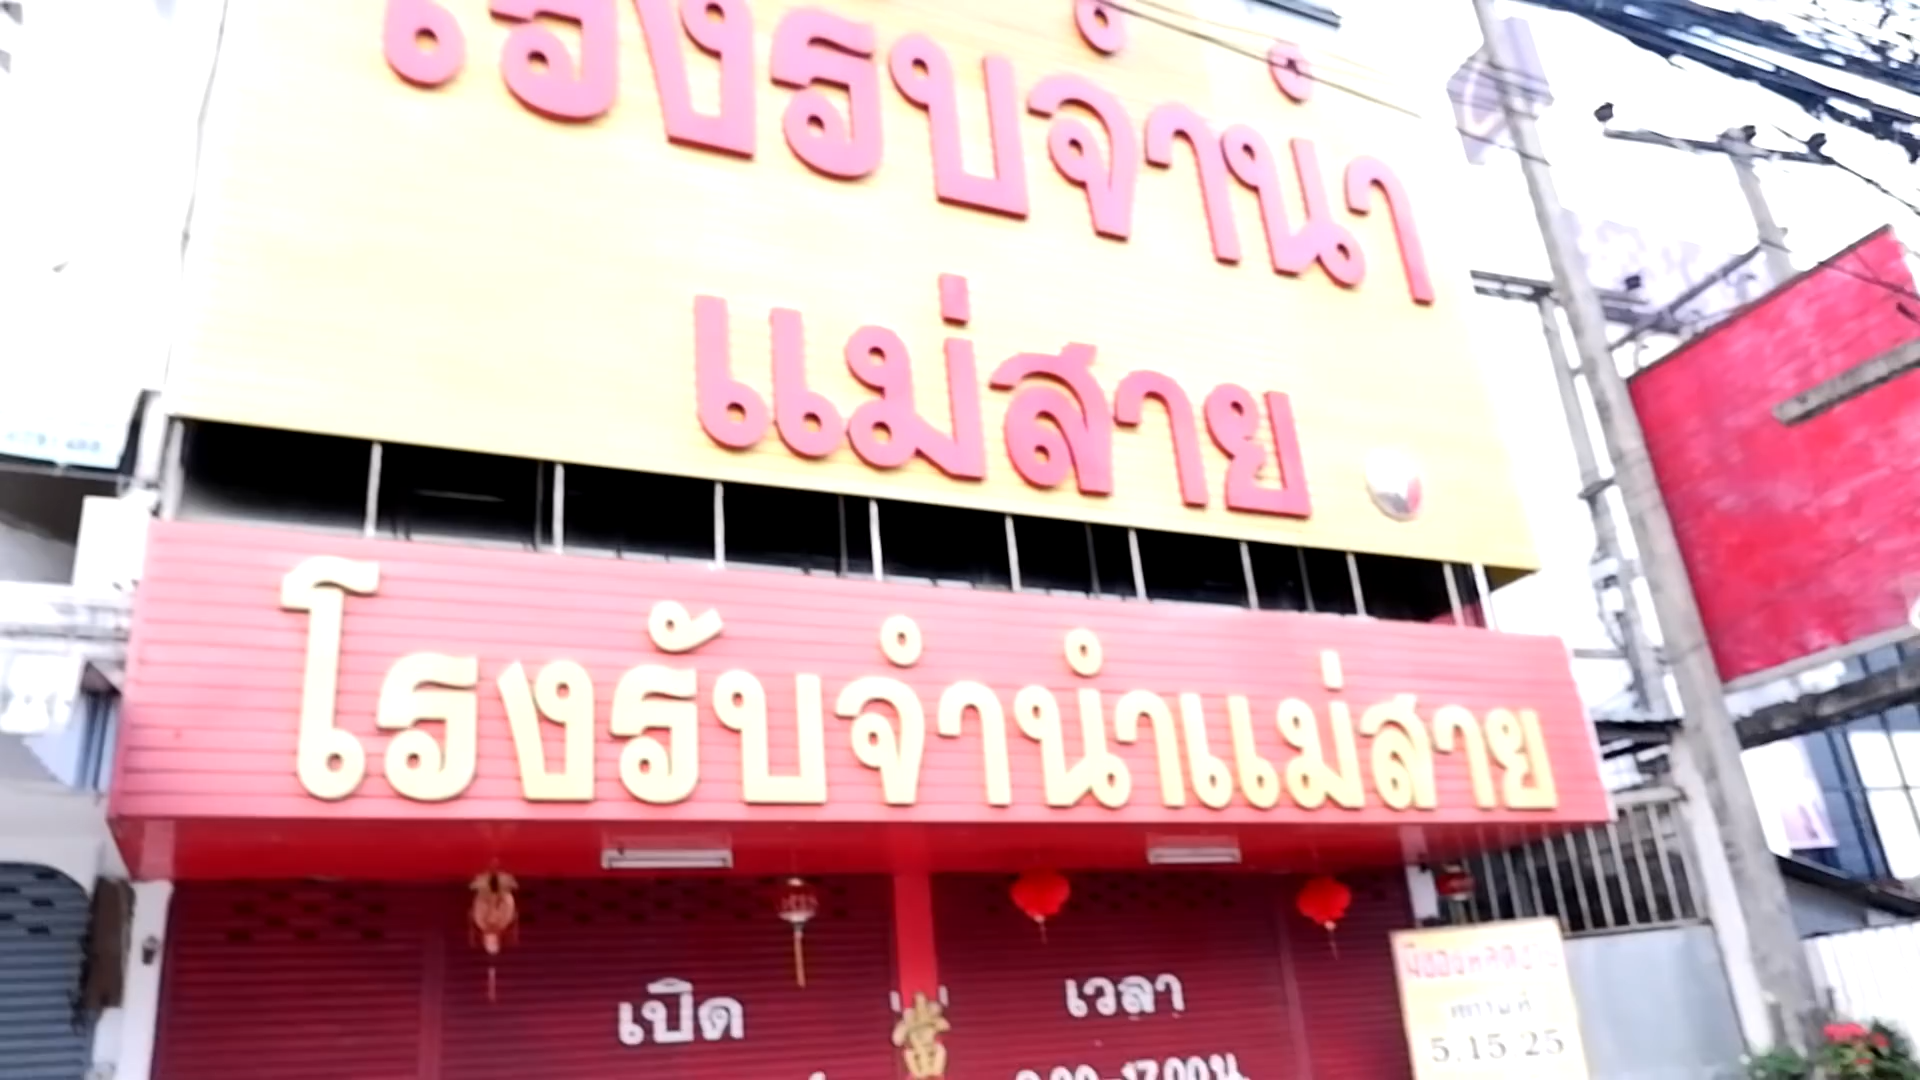 โรงรับจำนำ
แม่สาย
โรงรับจำนำแม่สาย
เปิด
เวลา
當
5.15 25